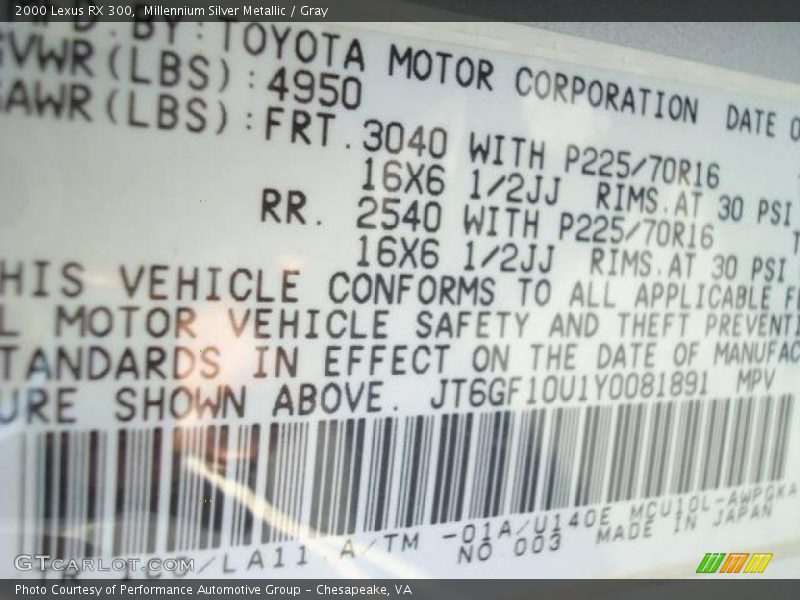 2000 Lexus RX 300, Millennium Silver Metallic / Gray
BY: TOYOTA MOTOR CORPORATION DATE
GVWR(LBS): 4950
GAWR(LBS): FRT. 3040 WITH P225/70R16
16X6 1/2JJ RIMS.AT 30 PSI
RR. 2540 WITH P225/70R16
16X6 1/2JJ RIMS.AT 30 PSI
HIS VEHICLE CONFORMS TO ALL APPLICABLE F
L MOTOR VEHICLE SAFETY AND THEFT PREVENTI
TANDARDS IN EFFECT ON THE DATE OF MANUFAC
URE SHOWN ABOVE. JT6GF10U1Y0081891 MPV
/LA11 A/TM -01A/U140E MCU10L-AWPGKA
NO.003 MADE IN JAPAN
GTCarLot.com
Photo Courtesy of Performance Automotive Group - Chesapeake, VA